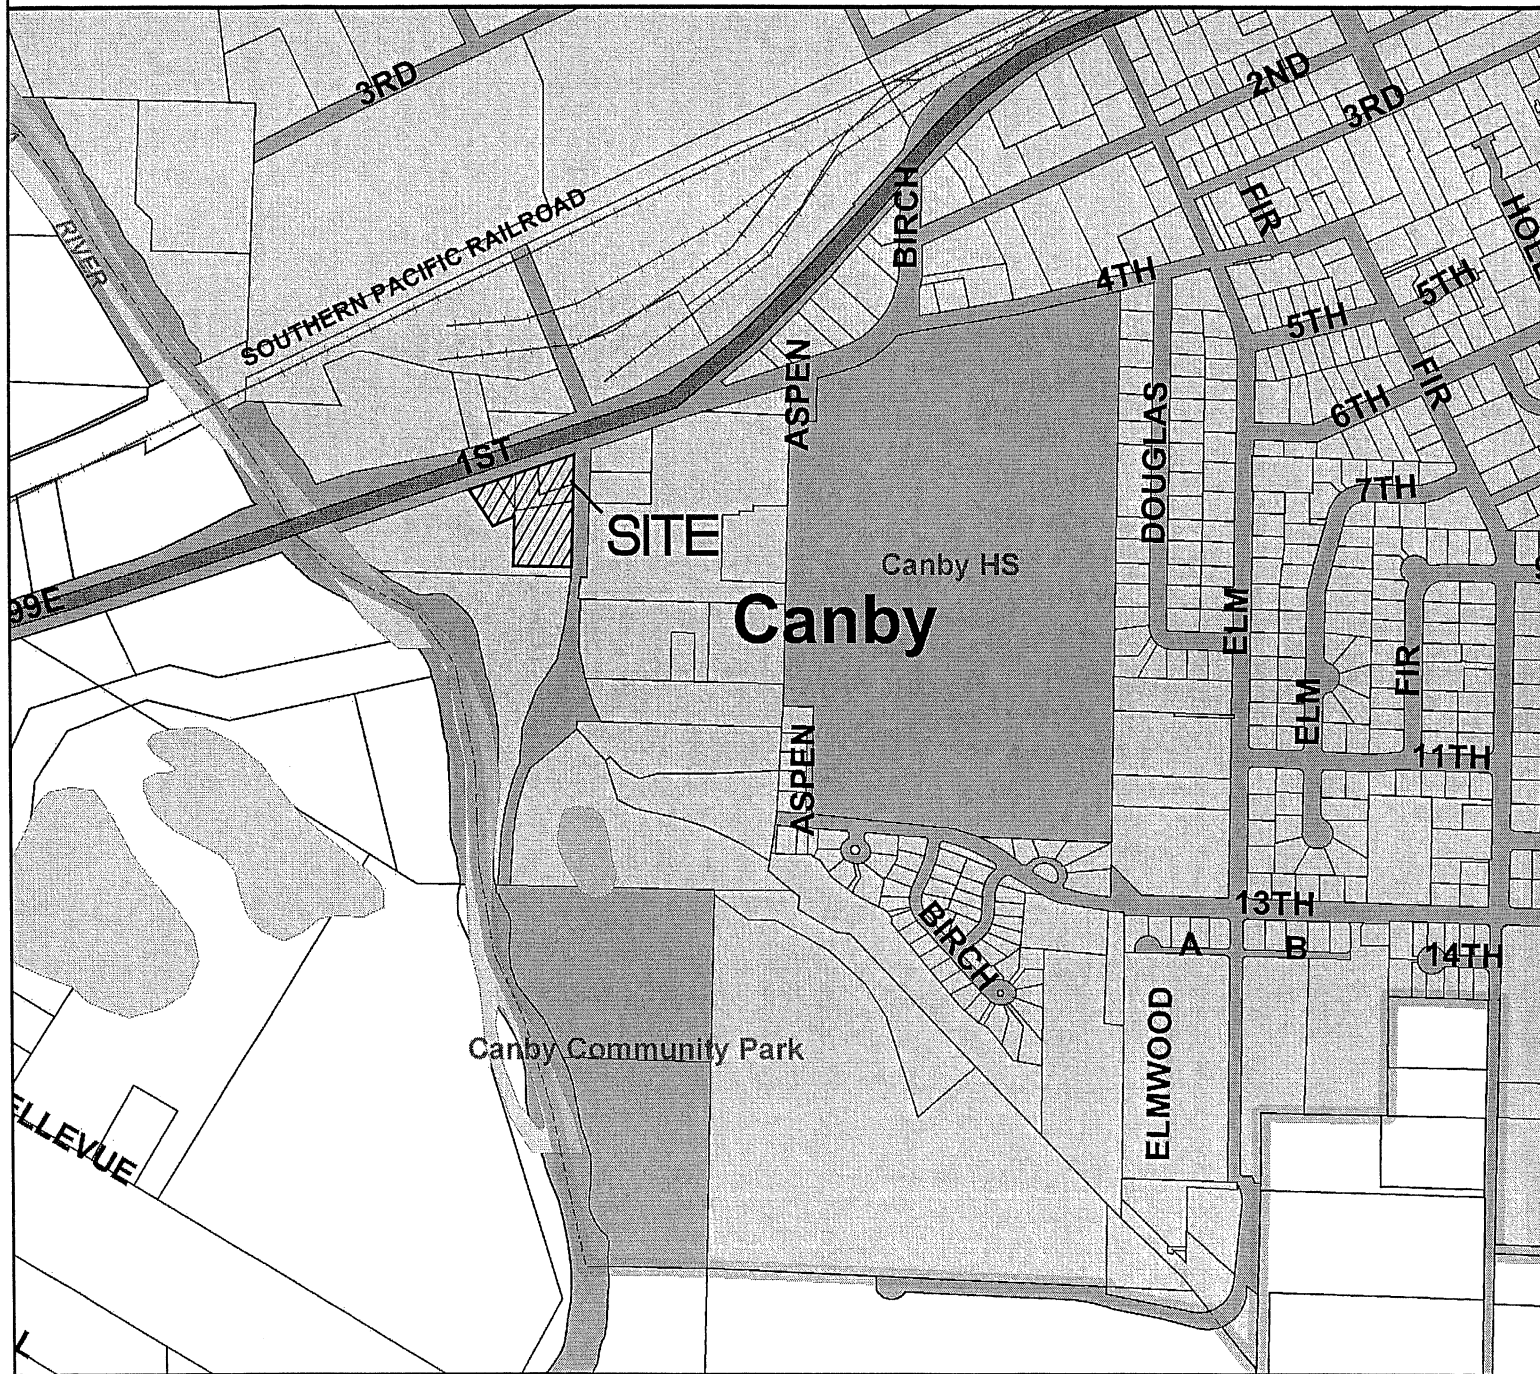 3RD
2ND
3RD
BIRCH
FIR
RIVER
SOUTHERN PACIFIC RAILROAD
4TH
5TH
5TH
ASPEN
FIR
6TH
DOUGLAS
1ST
7TH
SITE
Canby HS
99E
Canby
ELM
FIR
ELM
ASPEN
11TH
13TH
BIRCH
A
B
14TH
ELMWOOD
Canby Community Park
ELLEVUE
L